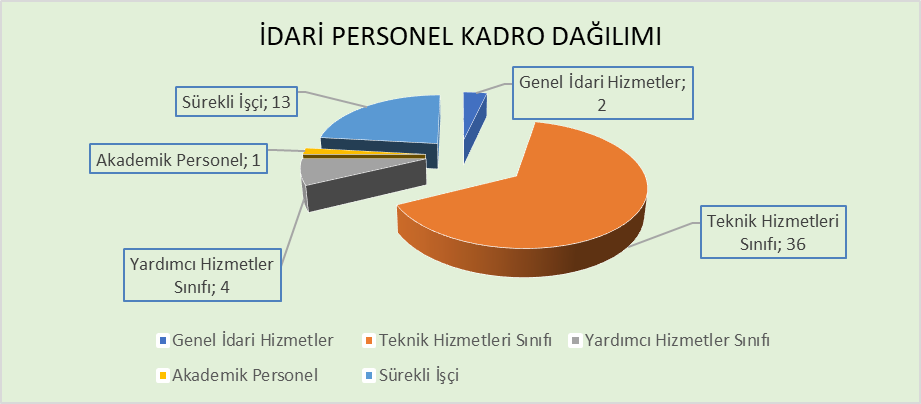 İDARİ PERSONEL KADRO DAĞILIMI
Genel İdari Hizmetler;
2
Sürekli İşçi; 13
Akademik Personel; 1
Teknik Hizmetleri
Sınıfı; 36
Yardımcı Hizmetler
Sınıfı; 4
Genel İdari Hizmetler
Teknik Hizmetleri Sınıfı
Yardımcı Hizmetler Sınıfı
Akademik Personel
Sürekli İşçi